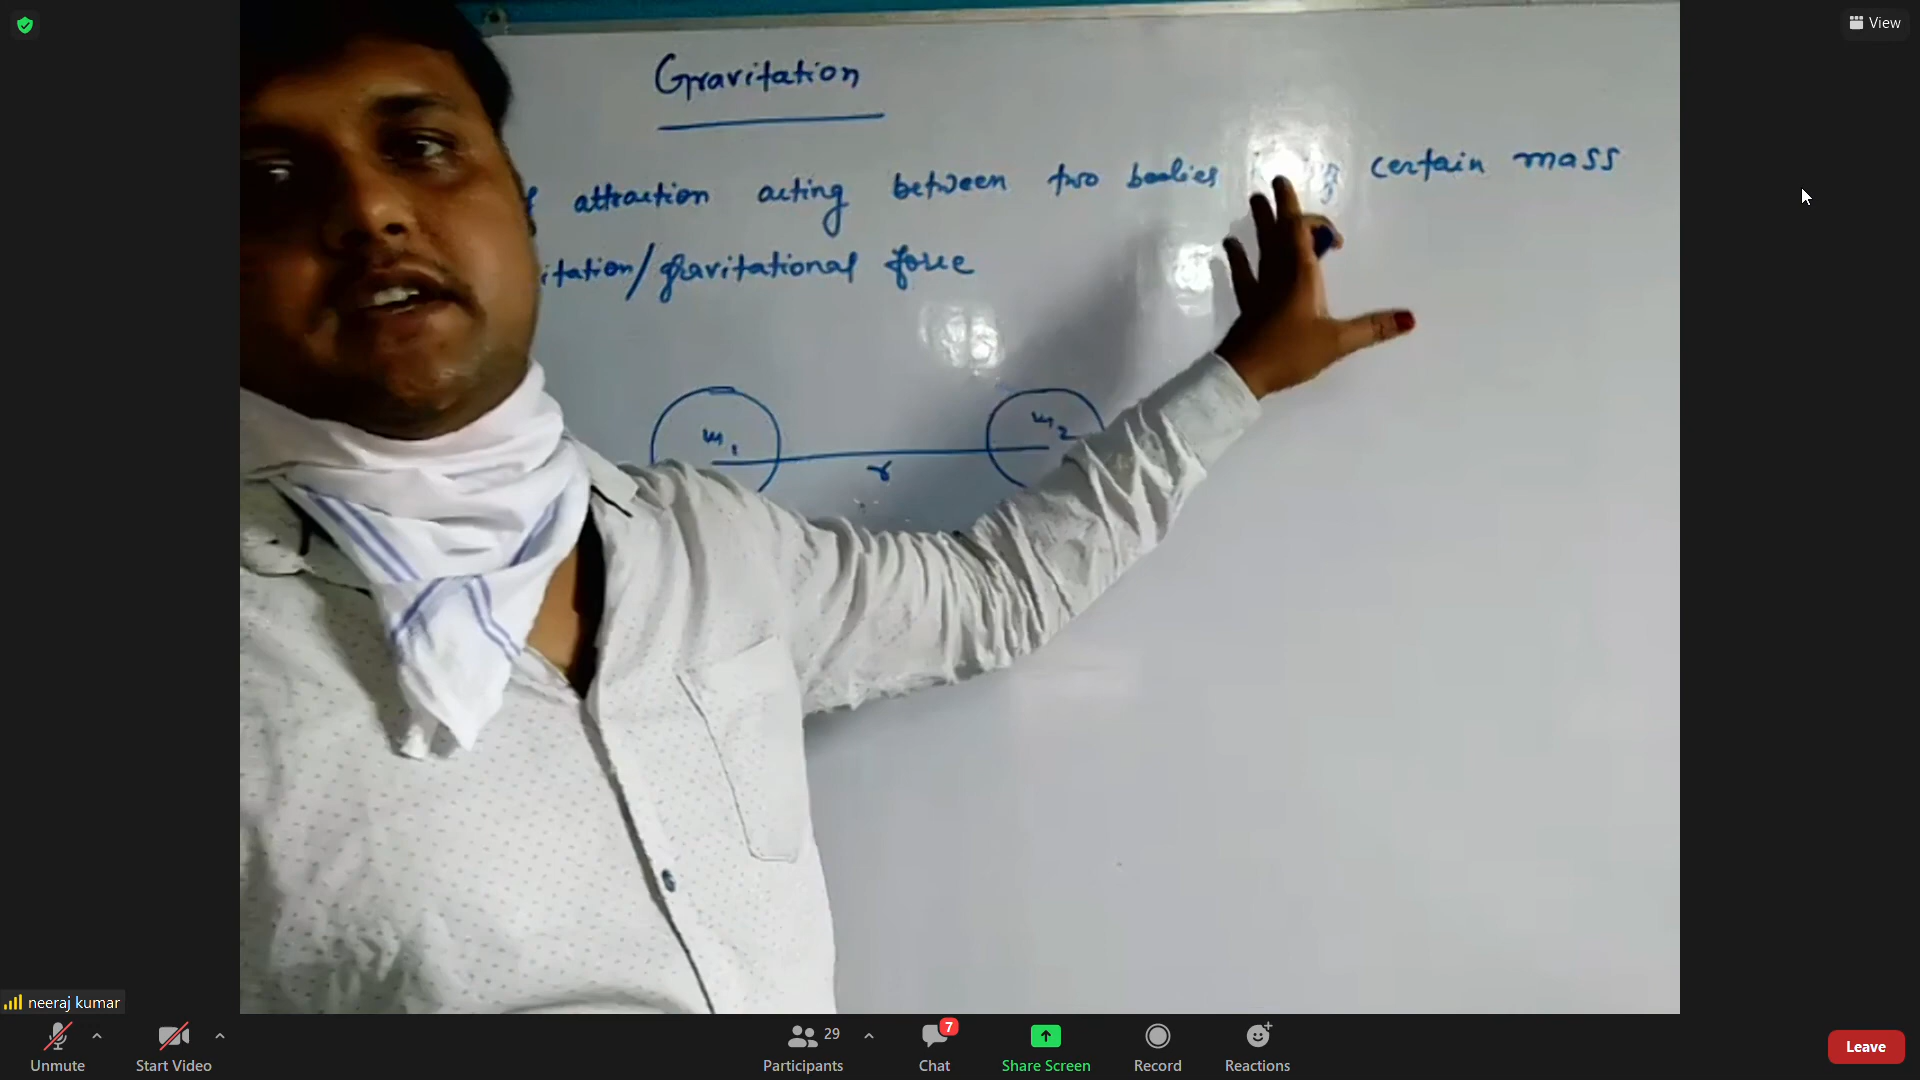 View
Gravitation
attraction acting between two bodies certain mass
itation/gravitational force
m1
m2
r
neeraj kumar
Unmute
Start Video
29
Participants
7
Chat
Share Screen
Record
Reactions
Leave